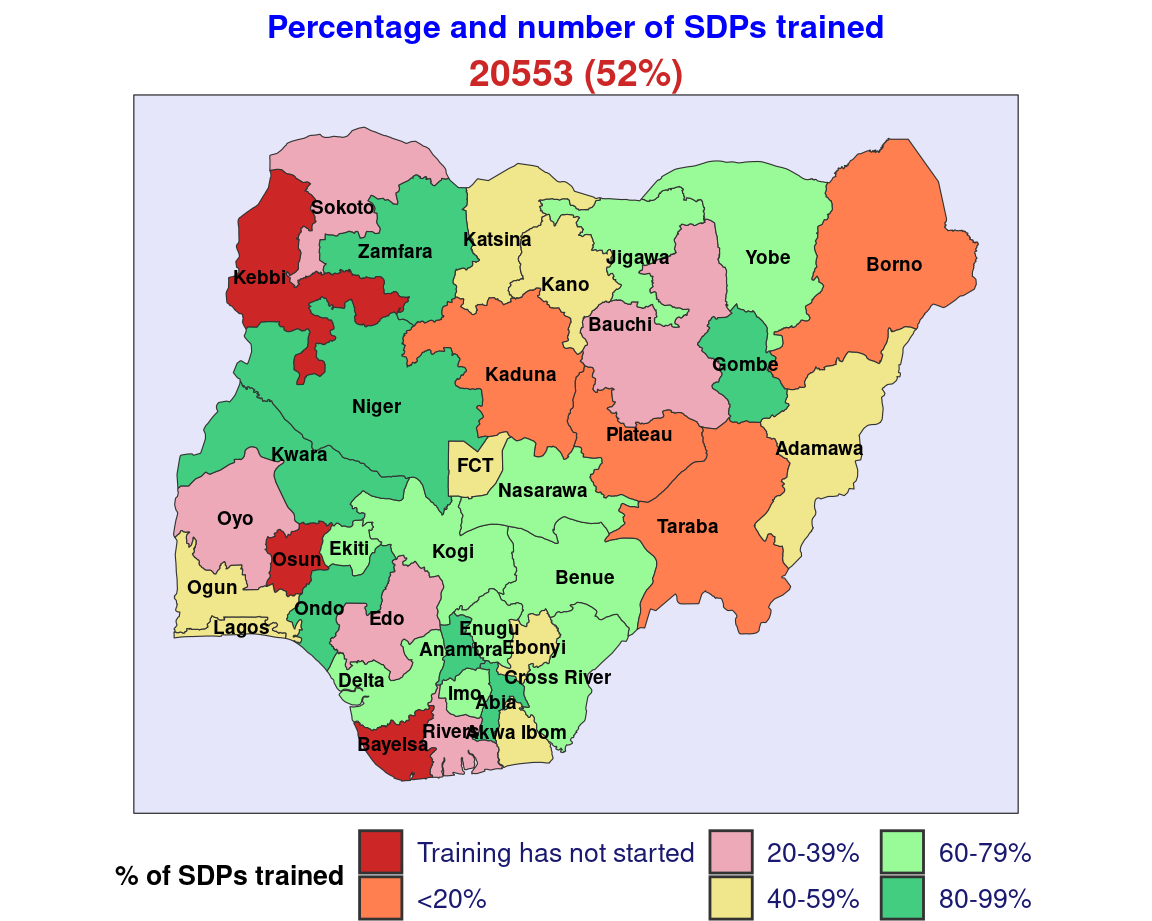 Percentage and number of SDPs trained
20553 (52%)
Sokoto
Katsina
Zamfara
Jigawa
Yobe
Borno
Kebbi
Kano
Bauchi
Gombe
Kaduna
Niger
Plateau
Adamawa
Kwara
FCT
Nasarawa
Oyo
Taraba
Ekiti
Kogi
Osun
Benue
Ogun
Ondo
Edo
Lagos
Enugu
Anambra
Ebonyi
Cross River
Delta
Imo
Abia
Rivers
Akwa Ibom
Bayelsa
% of SDPs trained
Training has not started
<20%
20-39%
40-59%
60-79%
80-99%